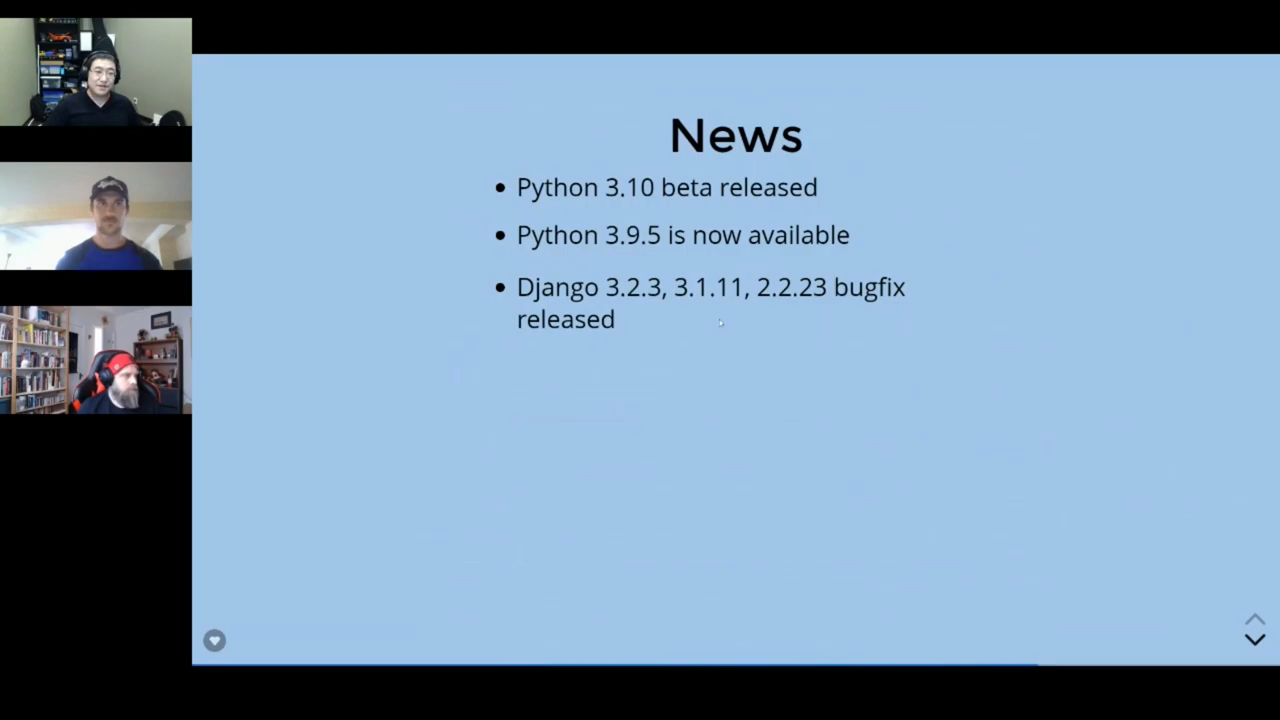 News
• Python 3.10 beta released
• Python 3.9.5 is now available
• Django 3.2.3, 3.1.11, 2.2.23 bugfix
released